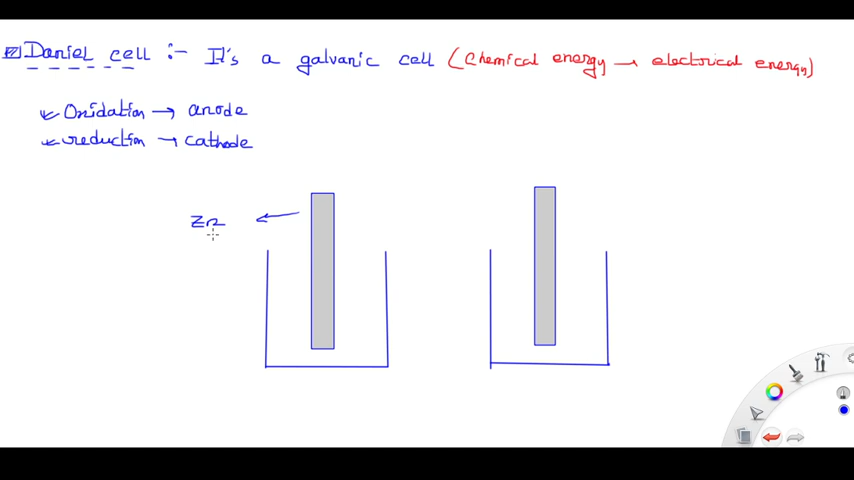 Daniel cell :- It's a galvanic cell (Chemical energy → electrical energy)
Oxidation → anode
reduction → cathode
Zn